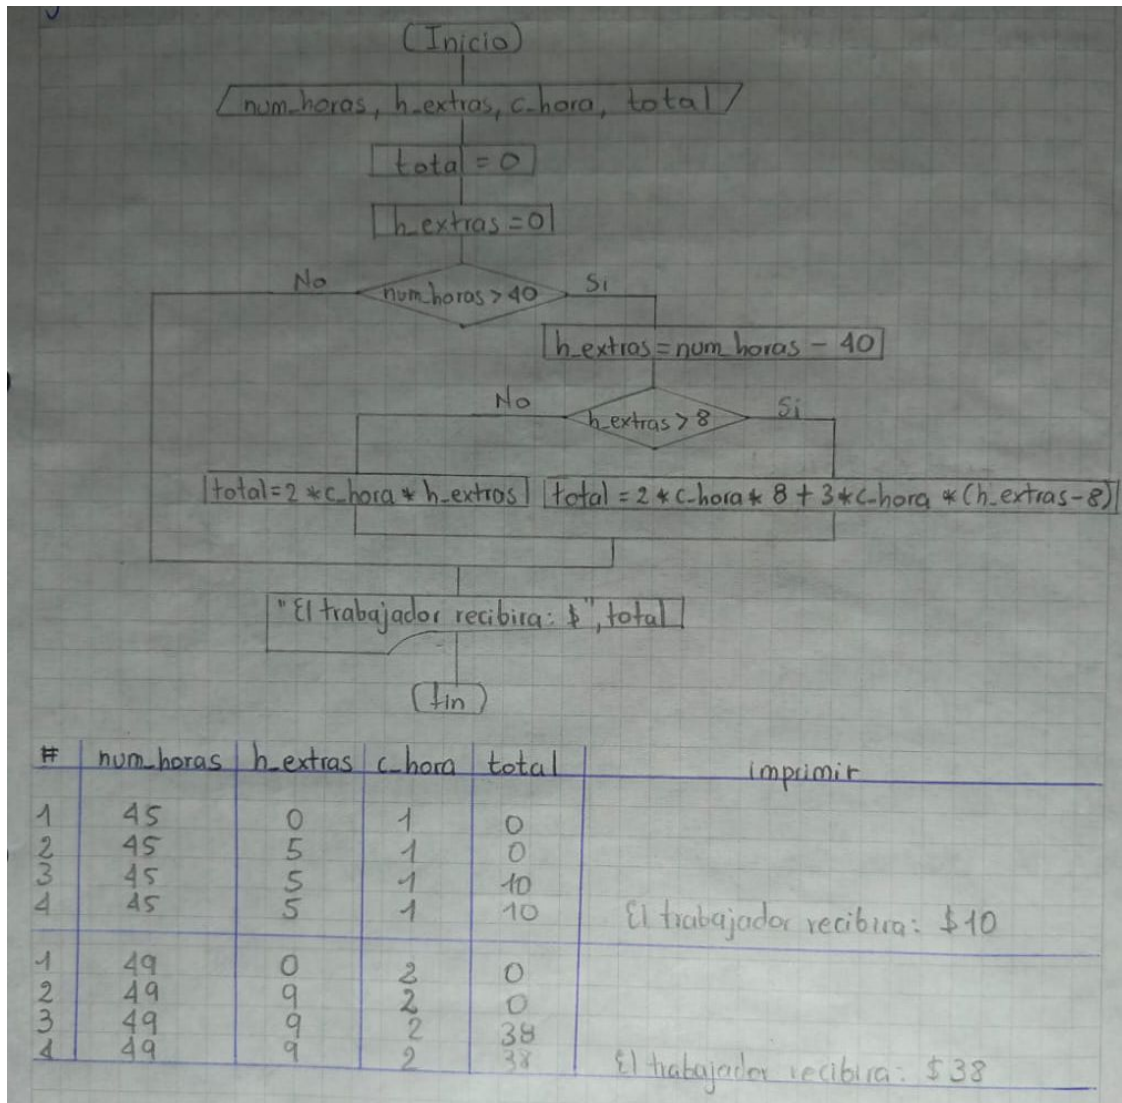 (Inicio)
num_horas, h_extras, c_hora, total
total = 0
h_extras = 0
No
num_horas > 40
Si
h_extras = num_horas - 40
No
h_extras > 8
Si
total = 2 * c_hora * h_extras
total = 2 * c_hora * 8 + 3 * c_hora * (h_extras - 8)
"El trabajador recibira: $", total
(fin)
# num_horas h_extras c_hora total imprimir
1 45 0 1 0
2 45 5 1 0
3 45 5 1 10
4 45 5 1 10 El trabajador recibira: $10
1 49 0 2 0
2 49 9 2 0
3 49 9 2 38
4 49 9 2 38 El trabajador recibira: $38